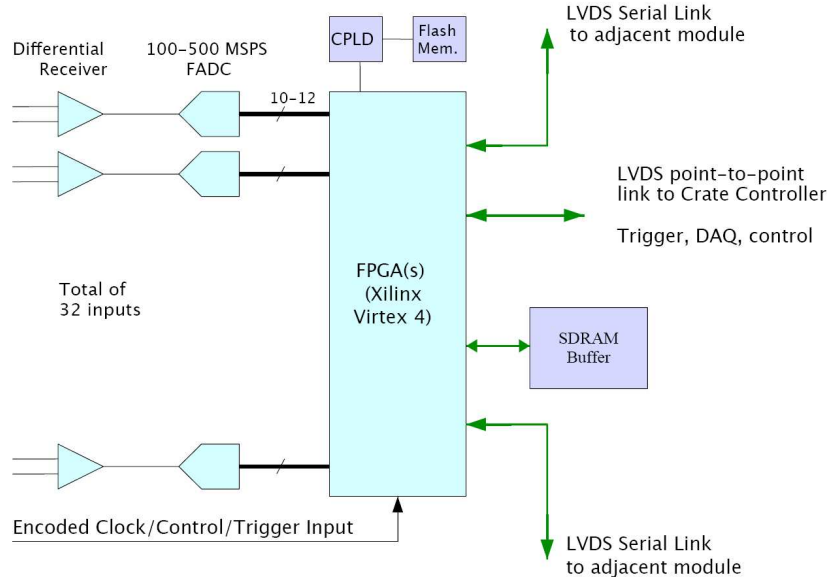 Differential
Receiver
100-500 MSPS
FADC
10-12
CPLD
Flash
Mem.
LVDS Serial Link
to adjacent module
LVDS point-to-point
link to Crate Controller
Trigger, DAQ, control
FPGA(s)
(Xilinx
Virtex 4)
Total of
32 inputs
SDRAM
Buffer
Encoded Clock/Control/Trigger Input
LVDS Serial Link
to adjacent module